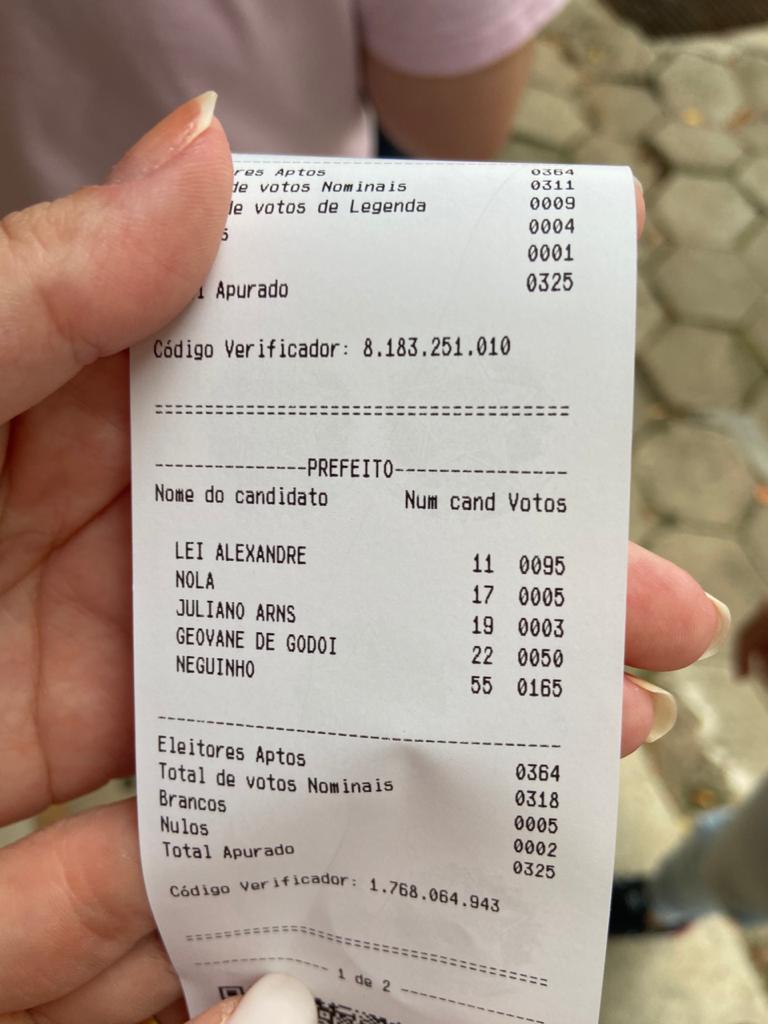 Aptos 0364
de votos Nominais 0311
de votos de Legenda 0009
0004
0001
Apurado 0325
Código Verificador: 8.183.251.010
========================================
--------------PREFEITO----------------
Nome do candidato Num cand Votos
LEI ALEXANDRE 11 0095
NOLA 17 0005
JULIANO ARNS 19 0003
GEOVANE DE GODOI 22 0050
NEGUINHO 55 0165
----------------------------------------
Eleitores Aptos 0364
Total de votos Nominais 0318
Brancos 0005
Nulos 0002
Total Apurado 0325
Código Verificador: 1.768.064.943
========================================
---------------- 1 de 2 ----------------